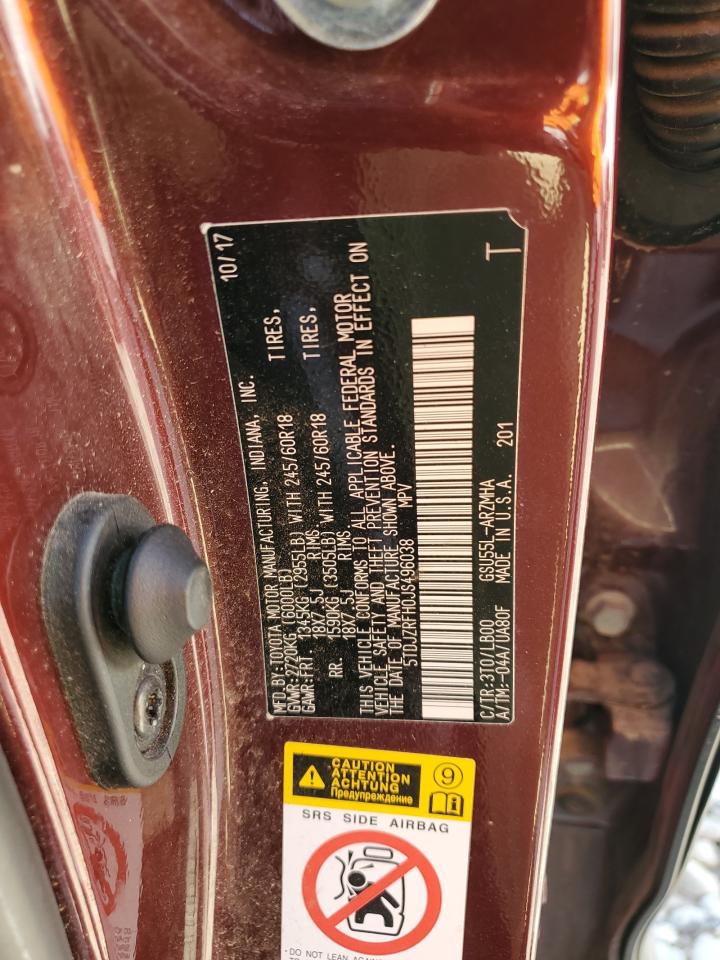 MFD.BY: TOYOTA MOTOR MANUFACTURING, INDIANA, INC. 10/17
GVWR:2720KG (6000LB)
GAWR:FRT. 1345KG (2955LB) WITH 245/60R18 TIRES,
18X7.5J RIMS
RR. 1590KG (3505LB) WITH 245/60R18 TIRES,
18X7.5J RIMS
THIS VEHICLE CONFORMS TO ALL APPLICABLE FEDERAL MOTOR
VEHICLE SAFETY AND THEFT PREVENTION STANDARDS IN EFFECT ON
THE DATE OF MANUFACTURE SHOWN ABOVE.
5TDJZRFH0JS496038 MPV
C/TR:3T0/LB00 GSU55L-ARZMHA T
A/TM:-04A/UA80F MADE IN U.S.A. 201
CAUTION
ATTENTION
ACHTUNG
Предупреждение
9
SRS SIDE AIRBAG
·DO NOT LEAN